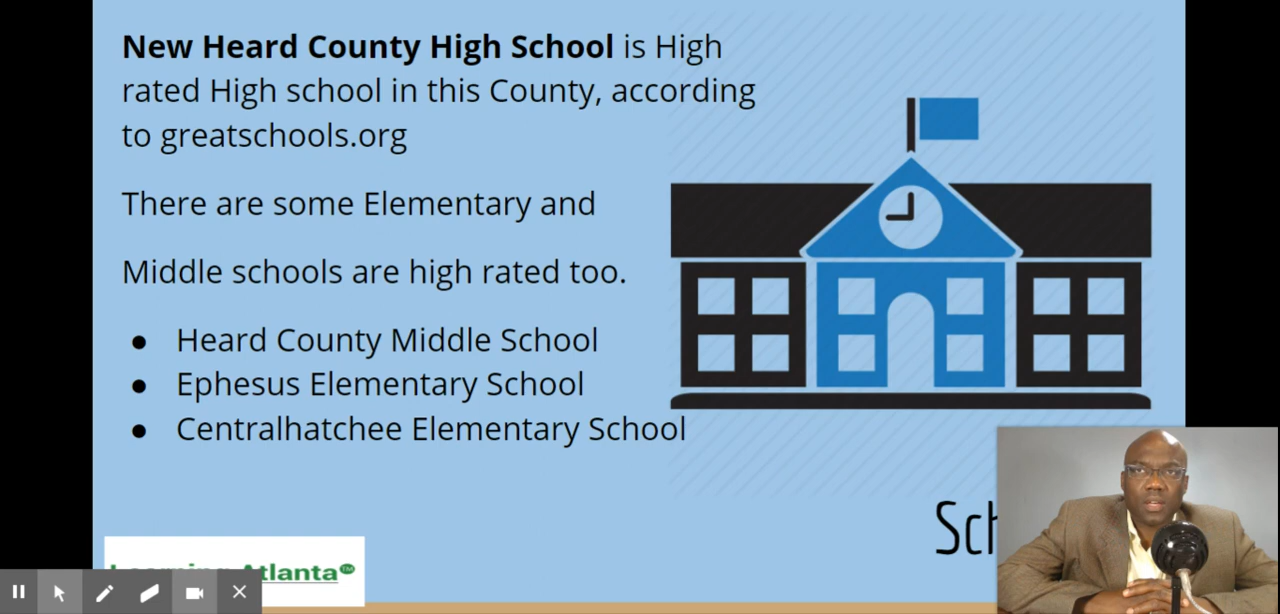 New Heard County High School is High
rated High school in this County, according
to greatschools.org
There are some Elementary and
Middle schools are high rated too.
● Heard County Middle School
● Ephesus Elementary School
● Centralhatchee Elementary School
Atlanta™